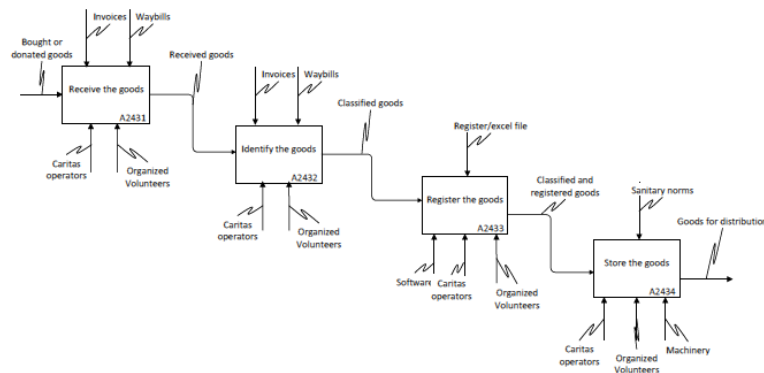 Invoices
Waybills
Bought or
donated goods
Received goods
Receive the goods
A2431
Caritas
operators
Organized
Volunteers
Invoices
Waybills
Classified goods
Identify the goods
A2432
Caritas
operators
Organized
Volunteers
Register/excel file
Classified and
registered goods
Register the goods
A2433
Software
Caritas
operators
Organized
Volunteers
Sanitary norms
Goods for distribution
Store the goods
A2434
Caritas
operators
Organized
Volunteers
Machinery